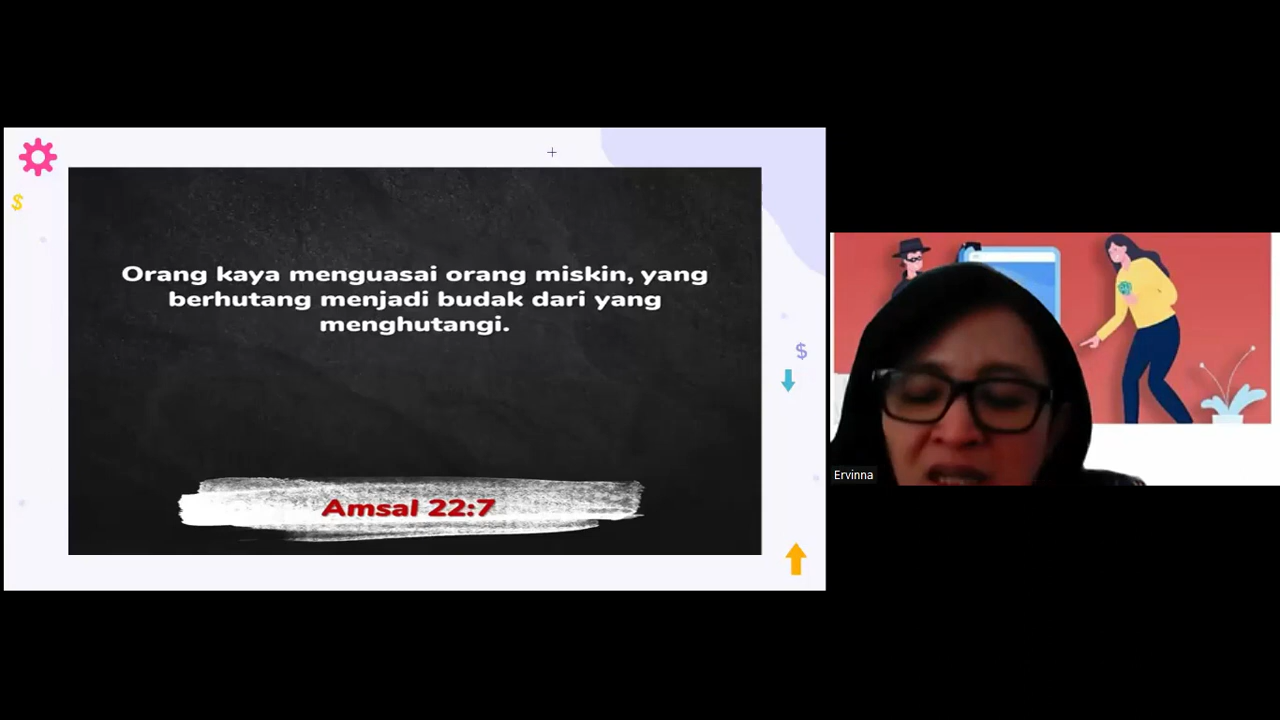 $
Orang kaya menguasai orang miskin, yang
berhutang menjadi budak dari yang
menghutangi.
$
Amsal 22:7
Ervinna